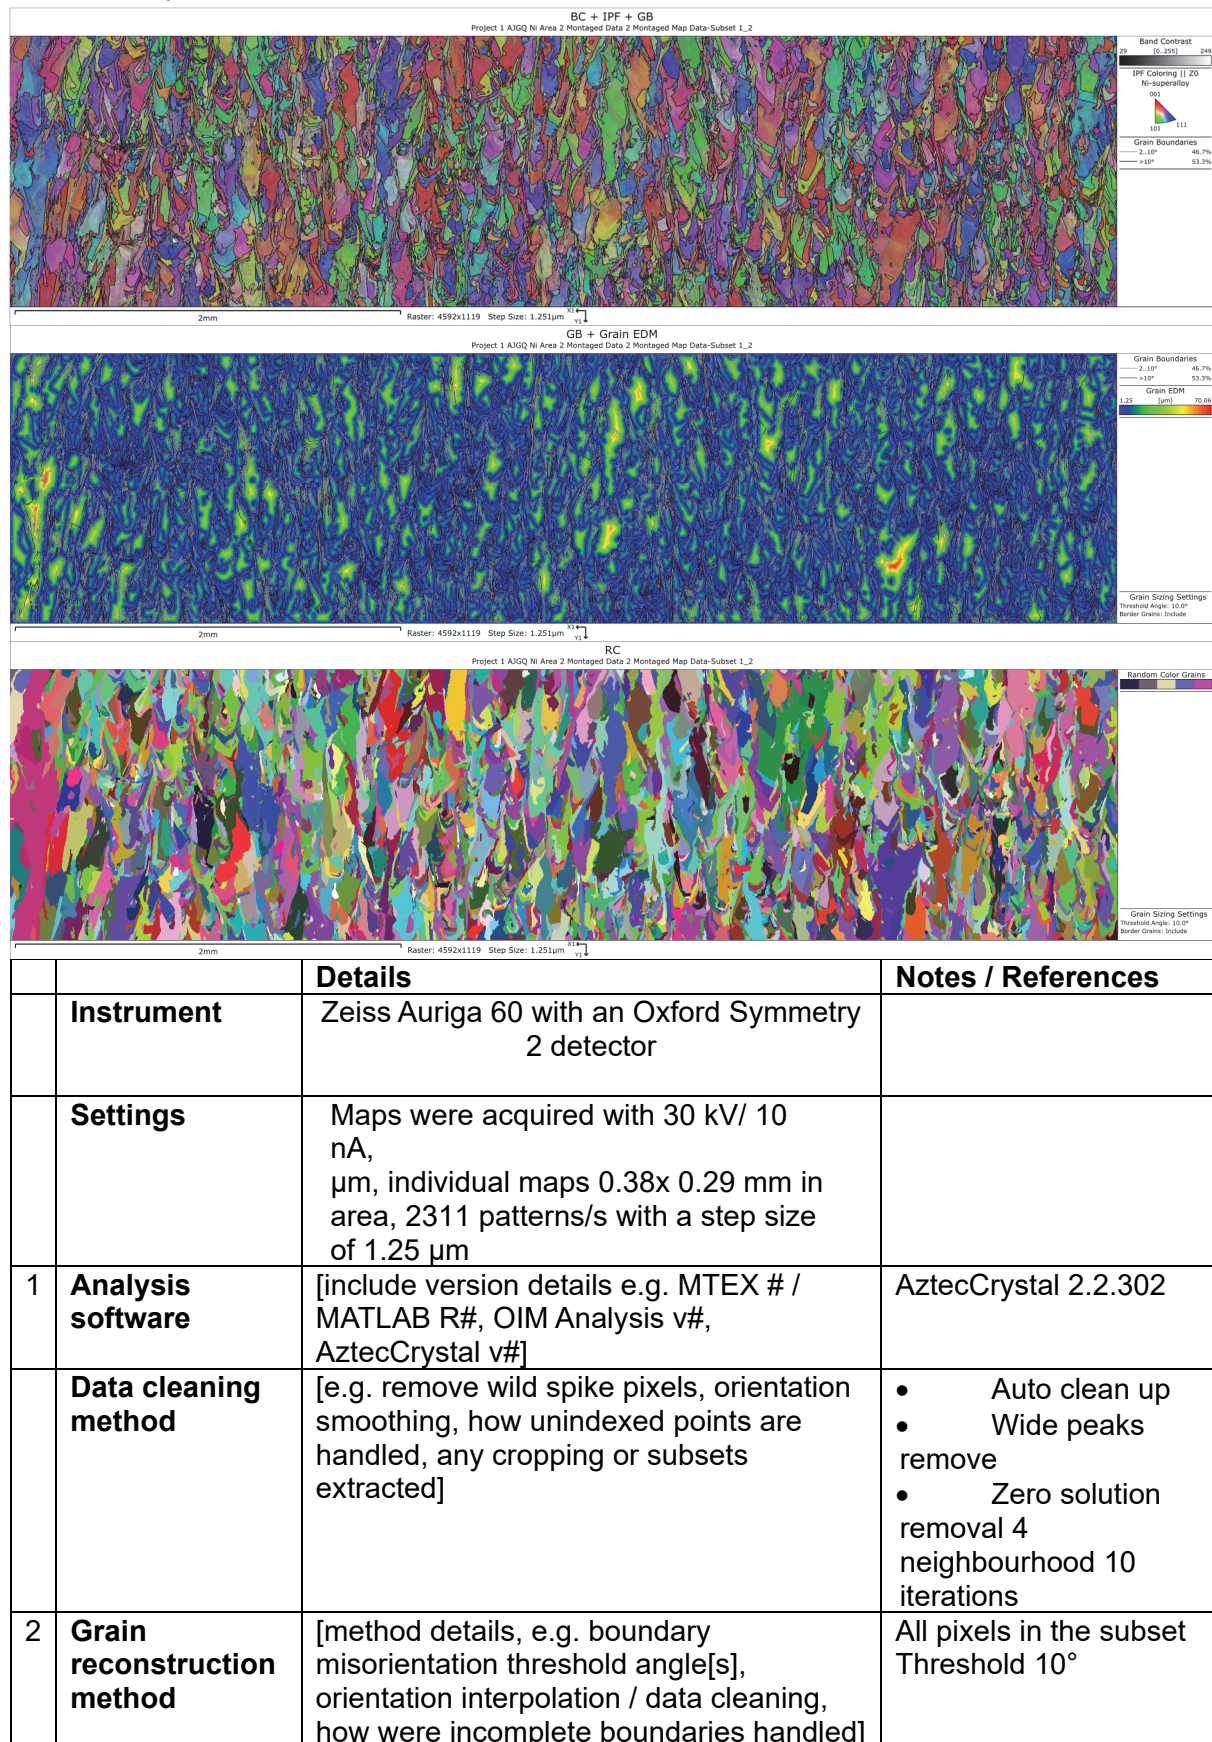 BC + IPF + GB
Project 1 AJGQ Ni Area 2 Montaged Data 2 Montaged Map Data-Subset 1_2
Band Contrast
29 [0..255] 249
IPF Coloring || Z0
Ni-superalloy
001
101 111
Grain Boundaries
2..10° 46.7%
>10° 53.3%
2mm Raster: 4592x1119 Step Size: 1.251µm X1 Y1
GB + Grain EDM
Project 1 AJGQ Ni Area 2 Montaged Data 2 Montaged Map Data-Subset 1_2
Grain Boundaries
2..10° 46.7%
>10° 53.3%
Grain EDM
1.25 [µm] 70.06
Grain Sizing Settings
Threshold Angle: 10.0°
Border Grains: Include
2mm Raster: 4592x1119 Step Size: 1.251µm X1 Y1
RC
Project 1 AJGQ Ni Area 2 Montaged Data 2 Montaged Map Data-Subset 1_2
Random Color Grains
Grain Sizing Settings
Threshold Angle: 10.0°
Border Grains: Include
2mm Raster: 4592x1119 Step Size: 1.251µm X1 Y1
Details Notes / References
Instrument Zeiss Auriga 60 with an Oxford Symmetry
2 detector
Settings Maps were acquired with 30 kV/ 10
nA,
µm, individual maps 0.38x 0.29 mm in
area, 2311 patterns/s with a step size
of 1.25 µm
1 Analysis [include version details e.g. MTEX # / AztecCrystal 2.2.302
software MATLAB R#, OIM Analysis v#,
AztecCrystal v#]
Data cleaning [e.g. remove wild spike pixels, orientation • Auto clean up
method smoothing, how unindexed points are • Wide peaks
handled, any cropping or subsets remove
extracted] • Zero solution
removal 4
neighbourhood 10
iterations
2 Grain [method details, e.g. boundary All pixels in the subset
reconstruction misorientation threshold angle[s], Threshold 10°
method orientation interpolation / data cleaning,
how were incomplete boundaries handled]